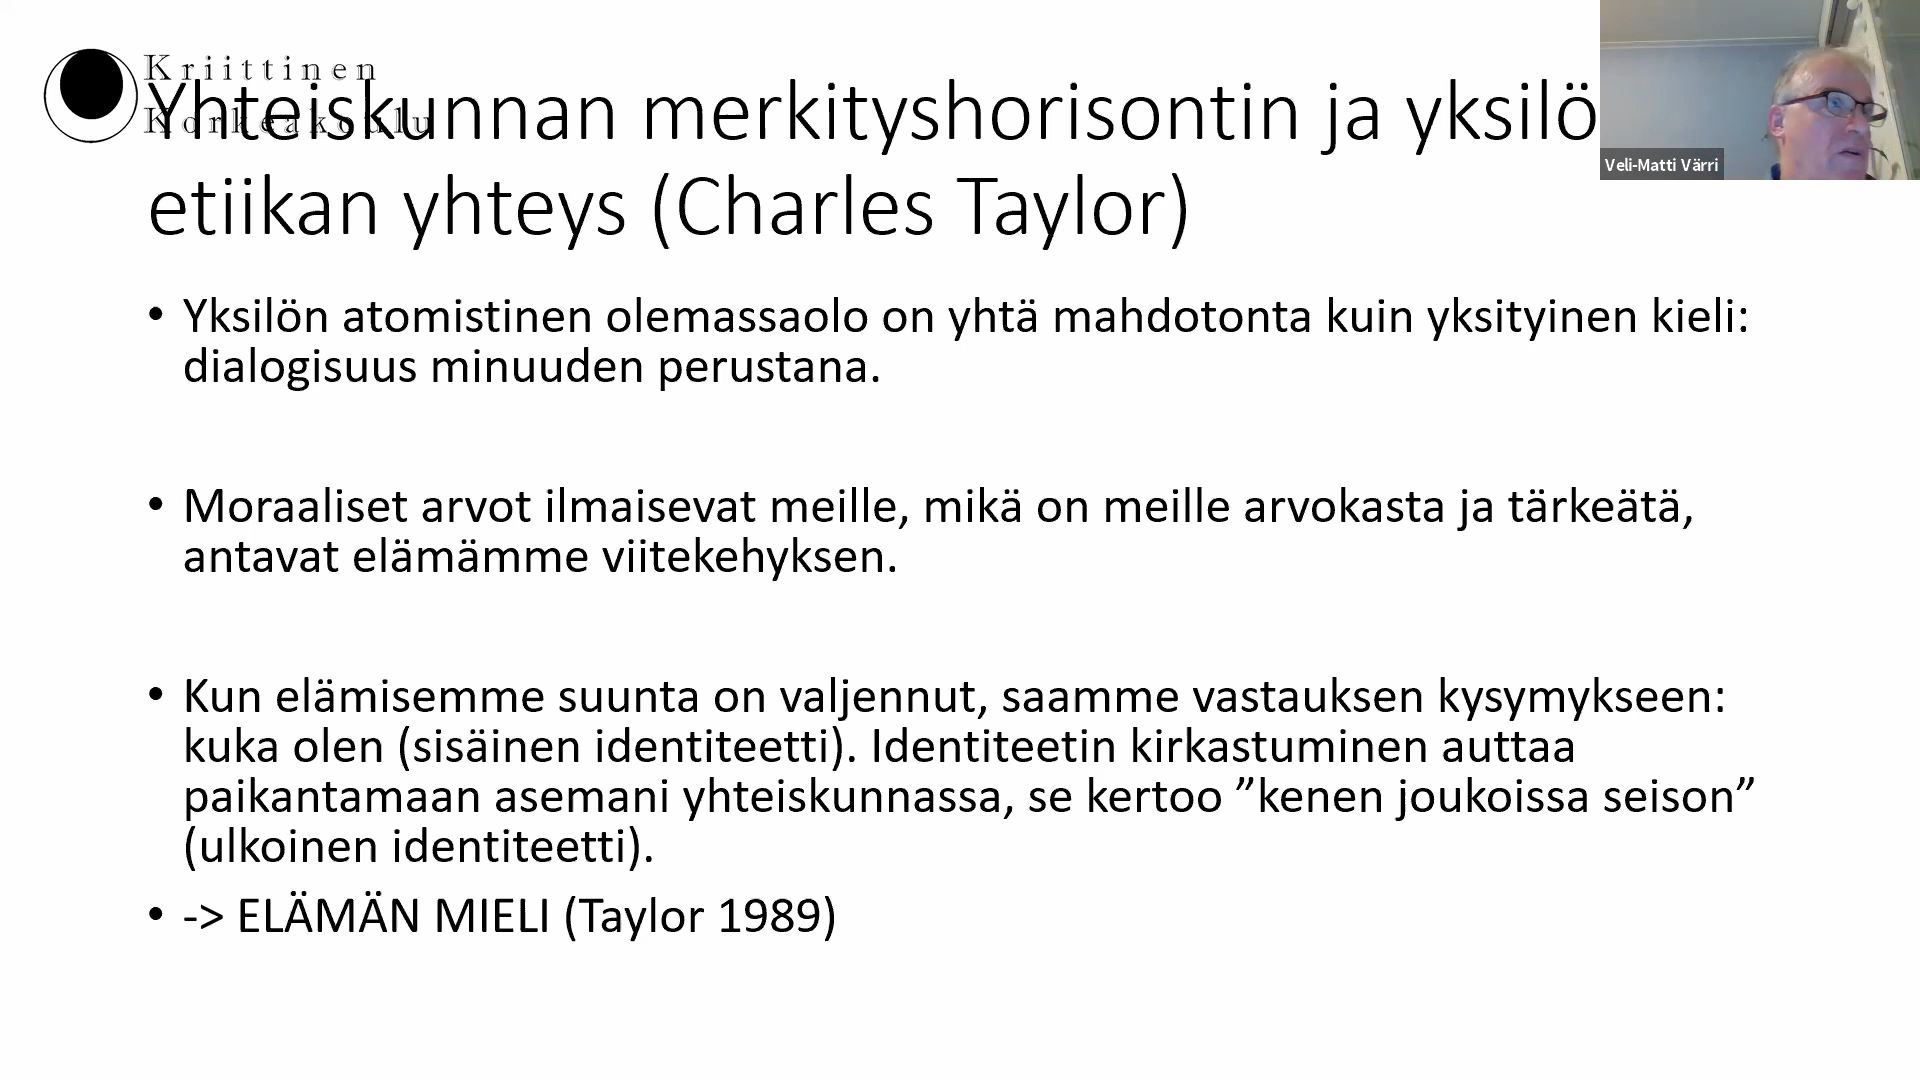 Kriittinen
Korkeakoulu
Yhteiskunnan merkityshorisontin ja yksilö
etiikan yhteys (Charles Taylor)
Veli-Matti Värri
• Yksilön atomistinen olemassaolo on yhtä mahdotonta kuin yksityinen kieli:
dialogisuus minuuden perustana.
• Moraaliset arvot ilmaisevat meille, mikä on meille arvokasta ja tärkeätä,
antavat elämämme viitekehyksen.
• Kun elämisemme suunta on valjennut, saamme vastauksen kysymykseen:
kuka olen (sisäinen identiteetti). Identiteetin kirkastuminen auttaa
paikantamaan asemani yhteiskunnassa, se kertoo ”kenen joukoissa seison”
(ulkoinen identiteetti).
• -> ELÄMÄN MIELI (Taylor 1989)